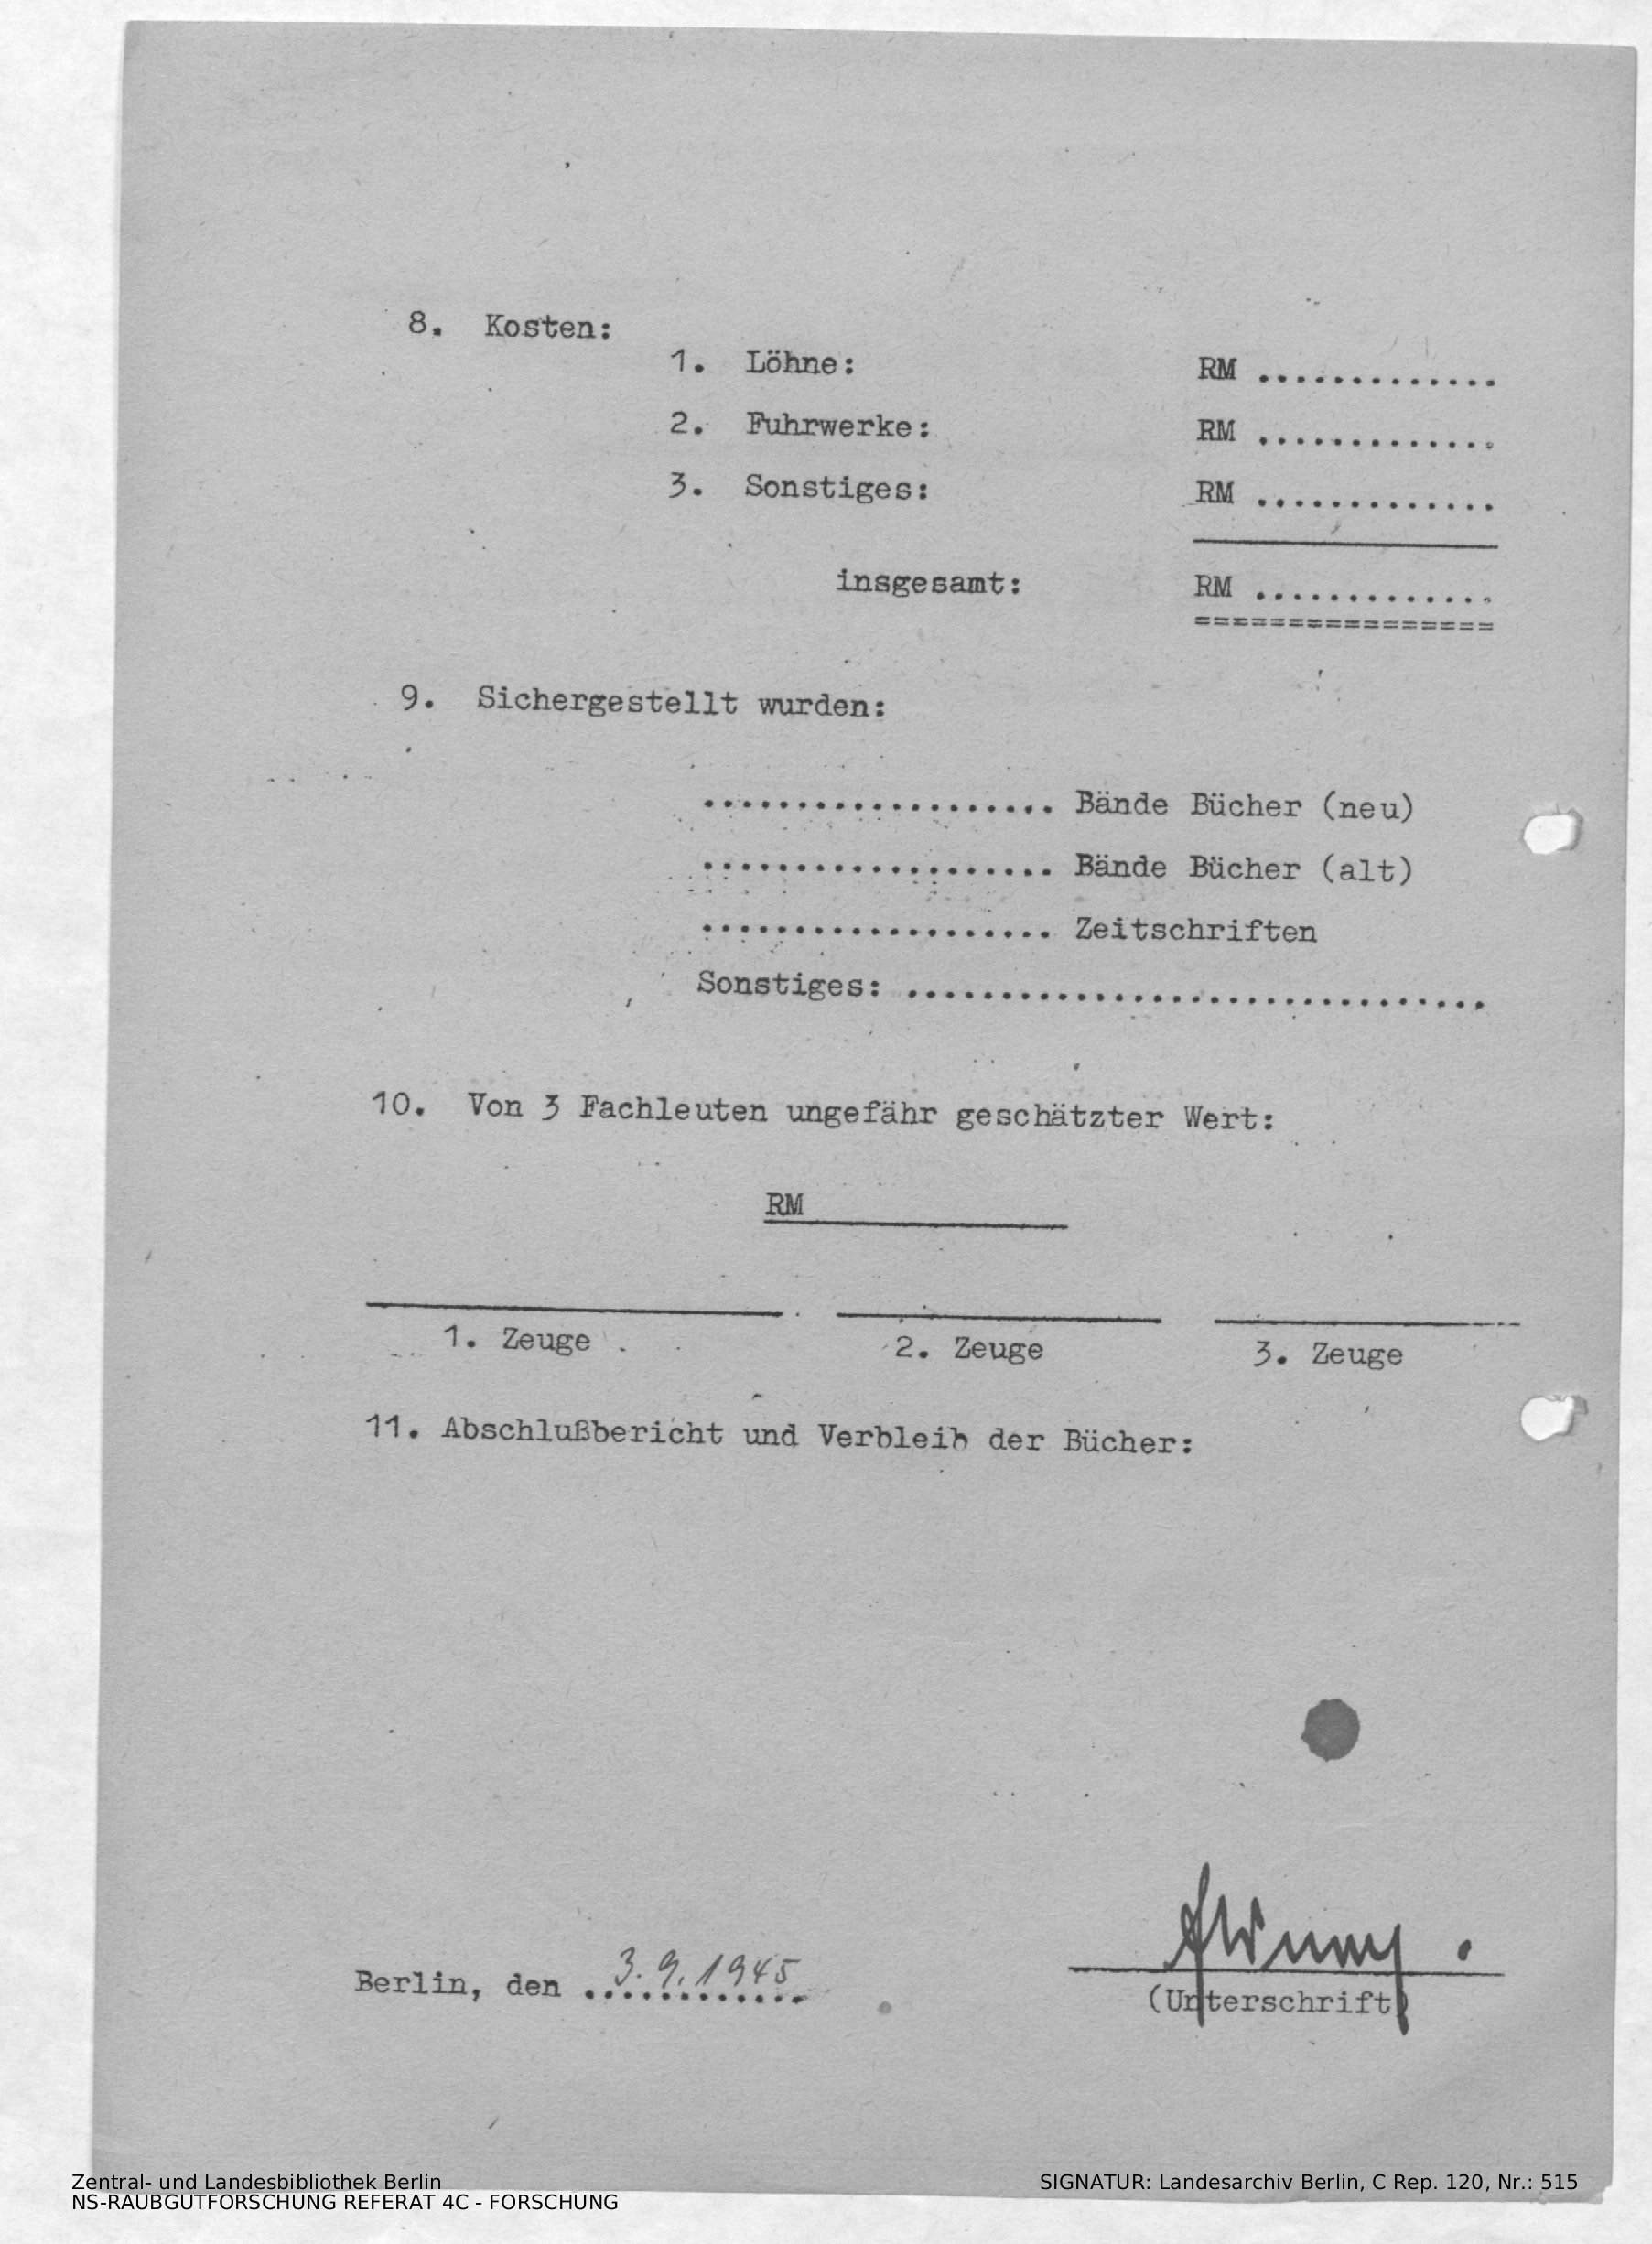 8. Kosten:
1. Löhne: RM .............
2. Fuhrwerke: RM .............
3. Sonstiges: RM .............
insgesamt: RM .............
================
9. Sichergestellt wurden:
................... Bände Bücher (neu)
................... Bände Bücher (alt)
................... Zeitschriften
Sonstiges: ...............................
10. Von 3 Fachleuten ungefähr geschätzter Wert:
RM
1. Zeuge 2. Zeuge 3. Zeuge
11. Abschlußbericht und Verbleib der Bücher:
Berlin, den 3.9.1945
(Unterschrift)
Zentral- und Landesbibliothek Berlin
NS-RAUBGUTFORSCHUNG REFERAT 4C - FORSCHUNG
SIGNATUR: Landesarchiv Berlin, C Rep. 120, Nr.: 515